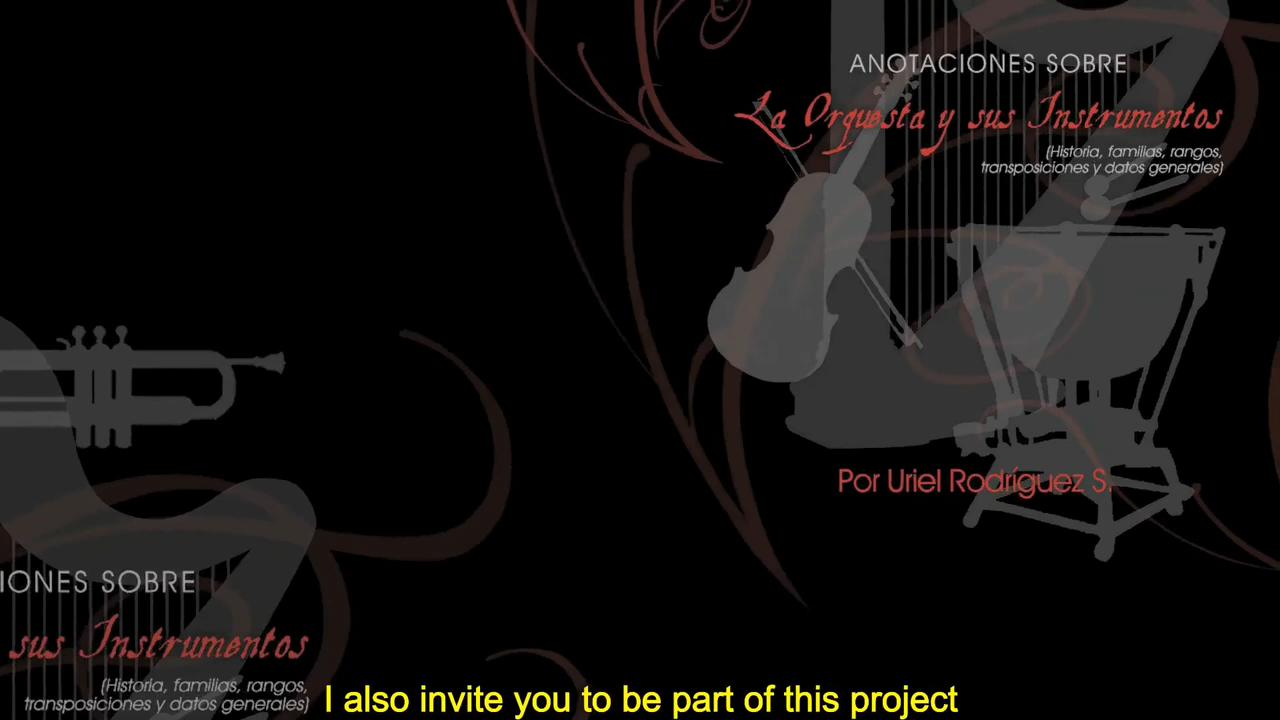 ANOTACIONES SOBRE
La Orquesta y sus Instrumentos
(Historia, familias, rangos,
transposiciones y datos generales)
Por Uriel Rodríguez S.
IONES SOBRE
sus Instrumentos
(Historia, familias, rangos,
transposiciones y datos generales)
I also invite you to be part of this project